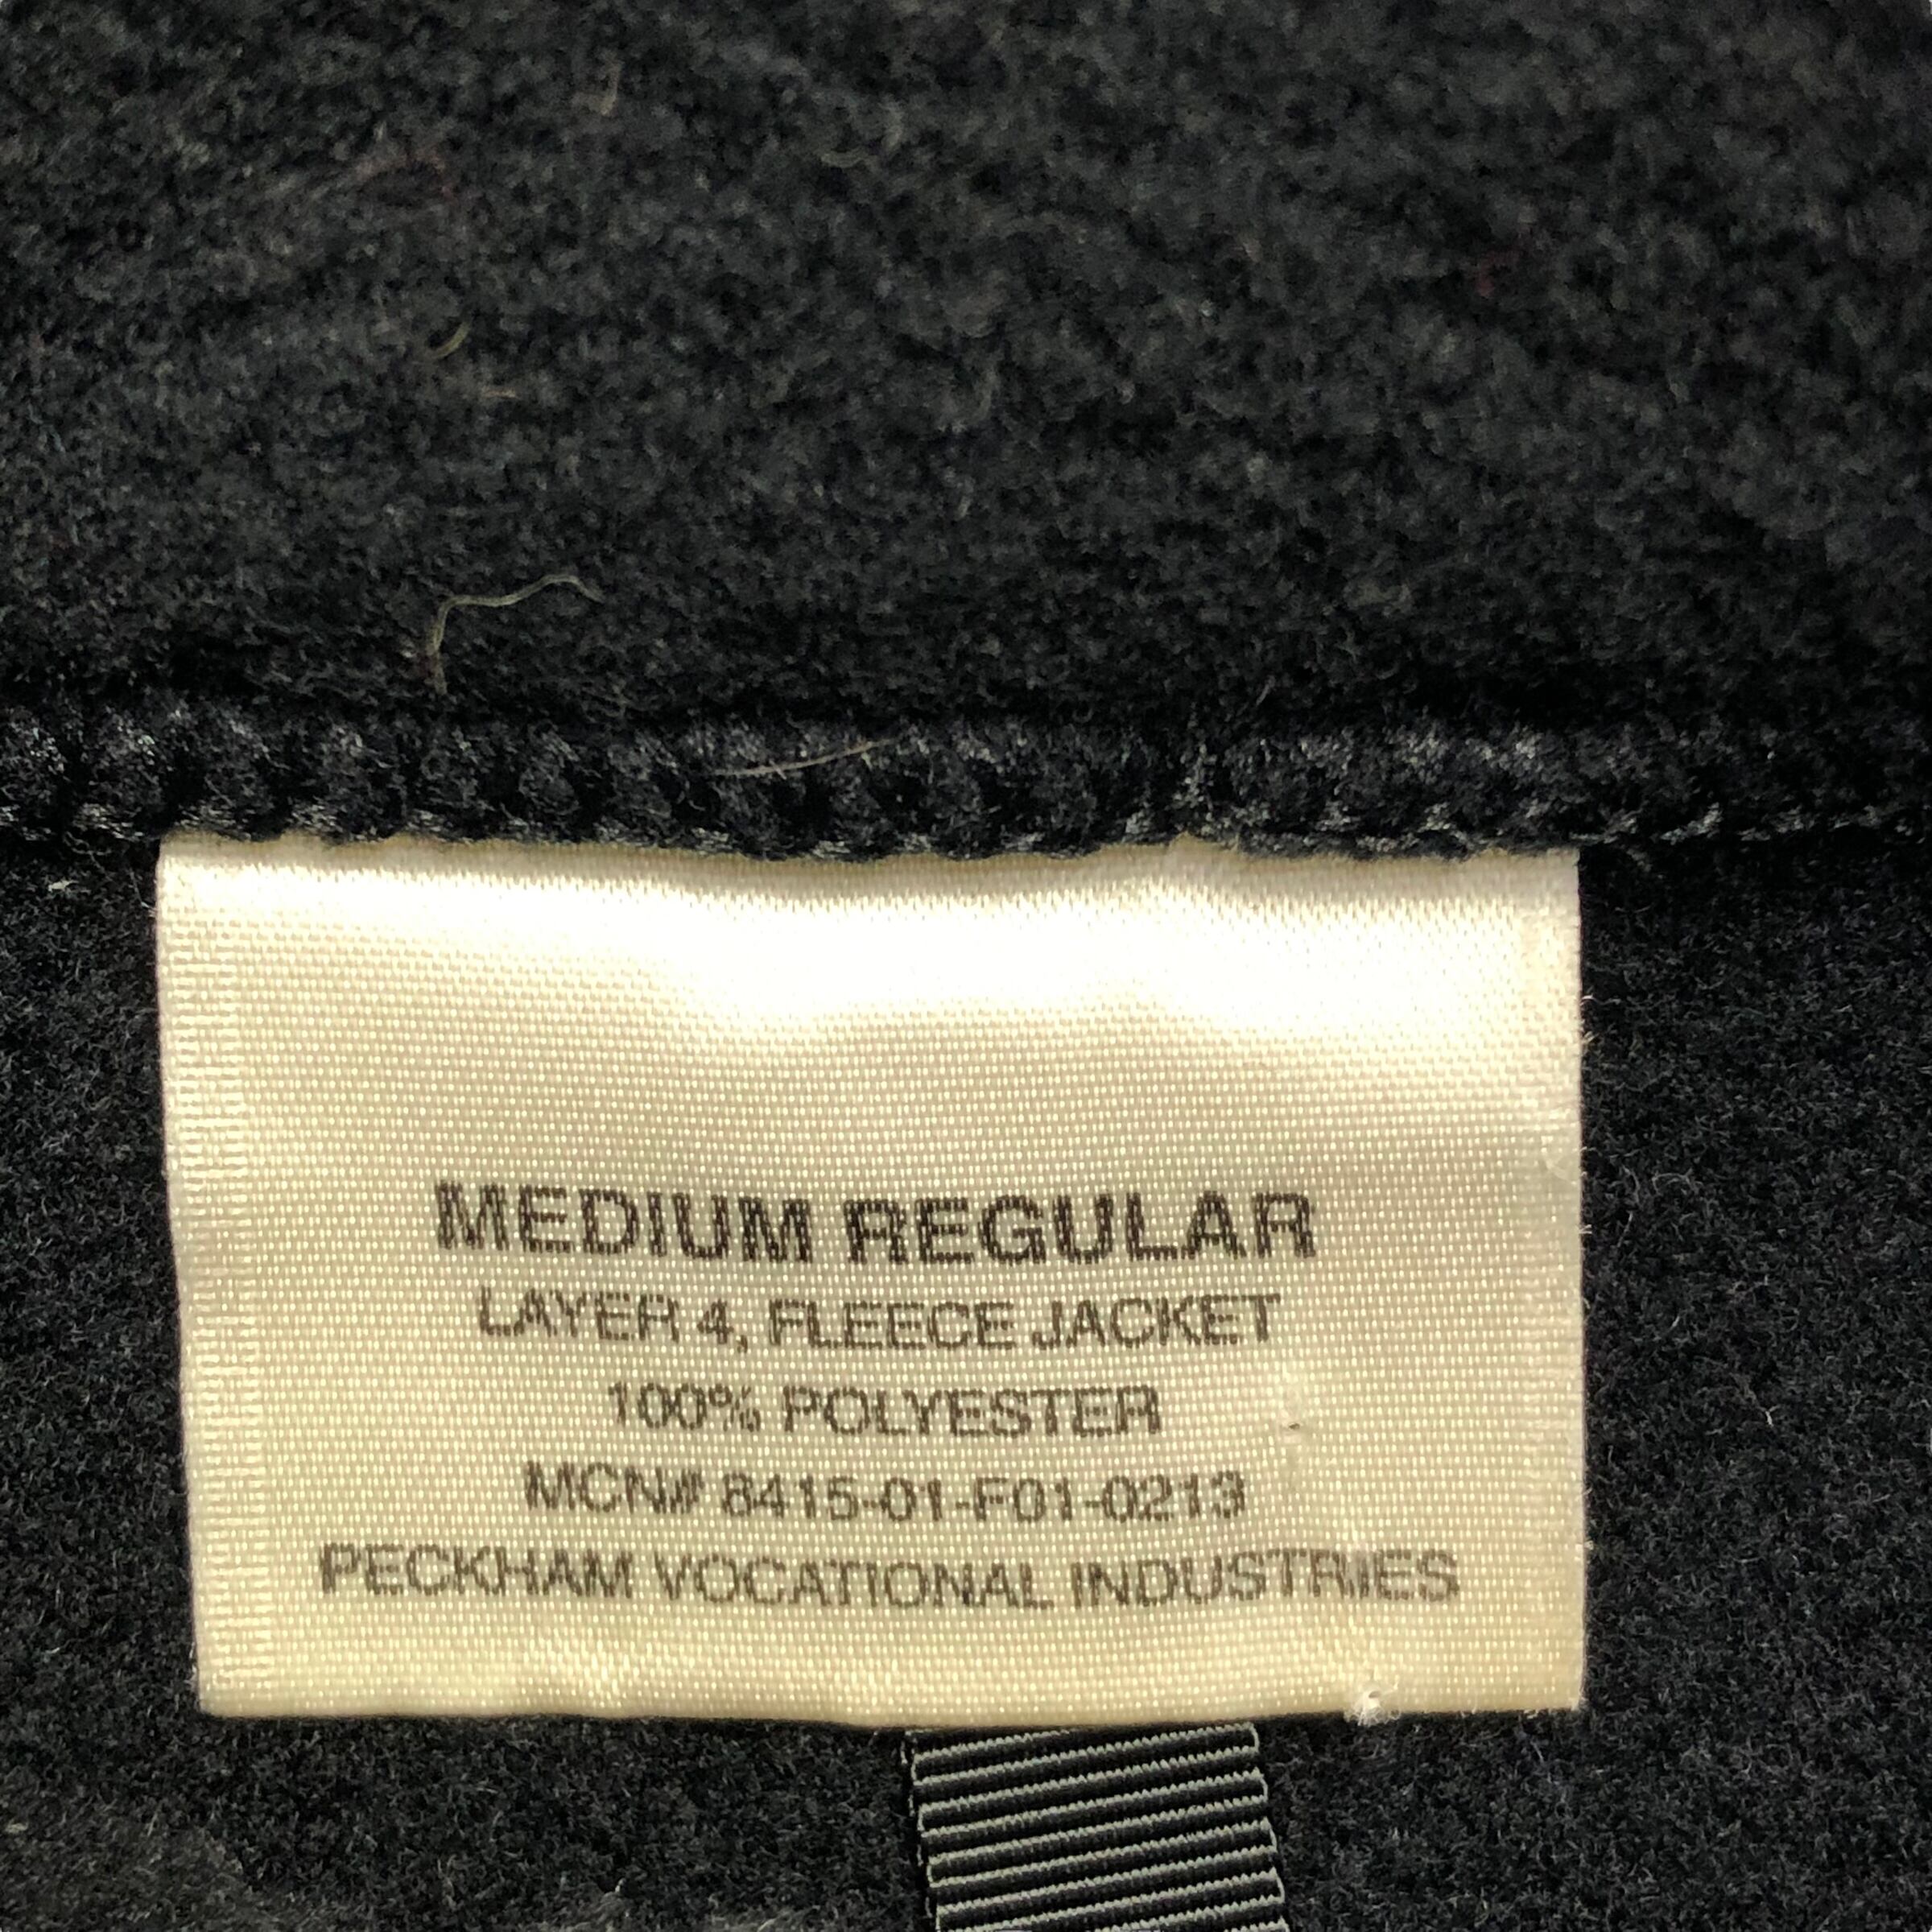 MEDIUM REGULAR
LAYER 4, FLEECE JACKET
100% POLYESTER
MCN# 8415-01-F01-0213
PECKHAM VOCATIONAL INDUSTRIES